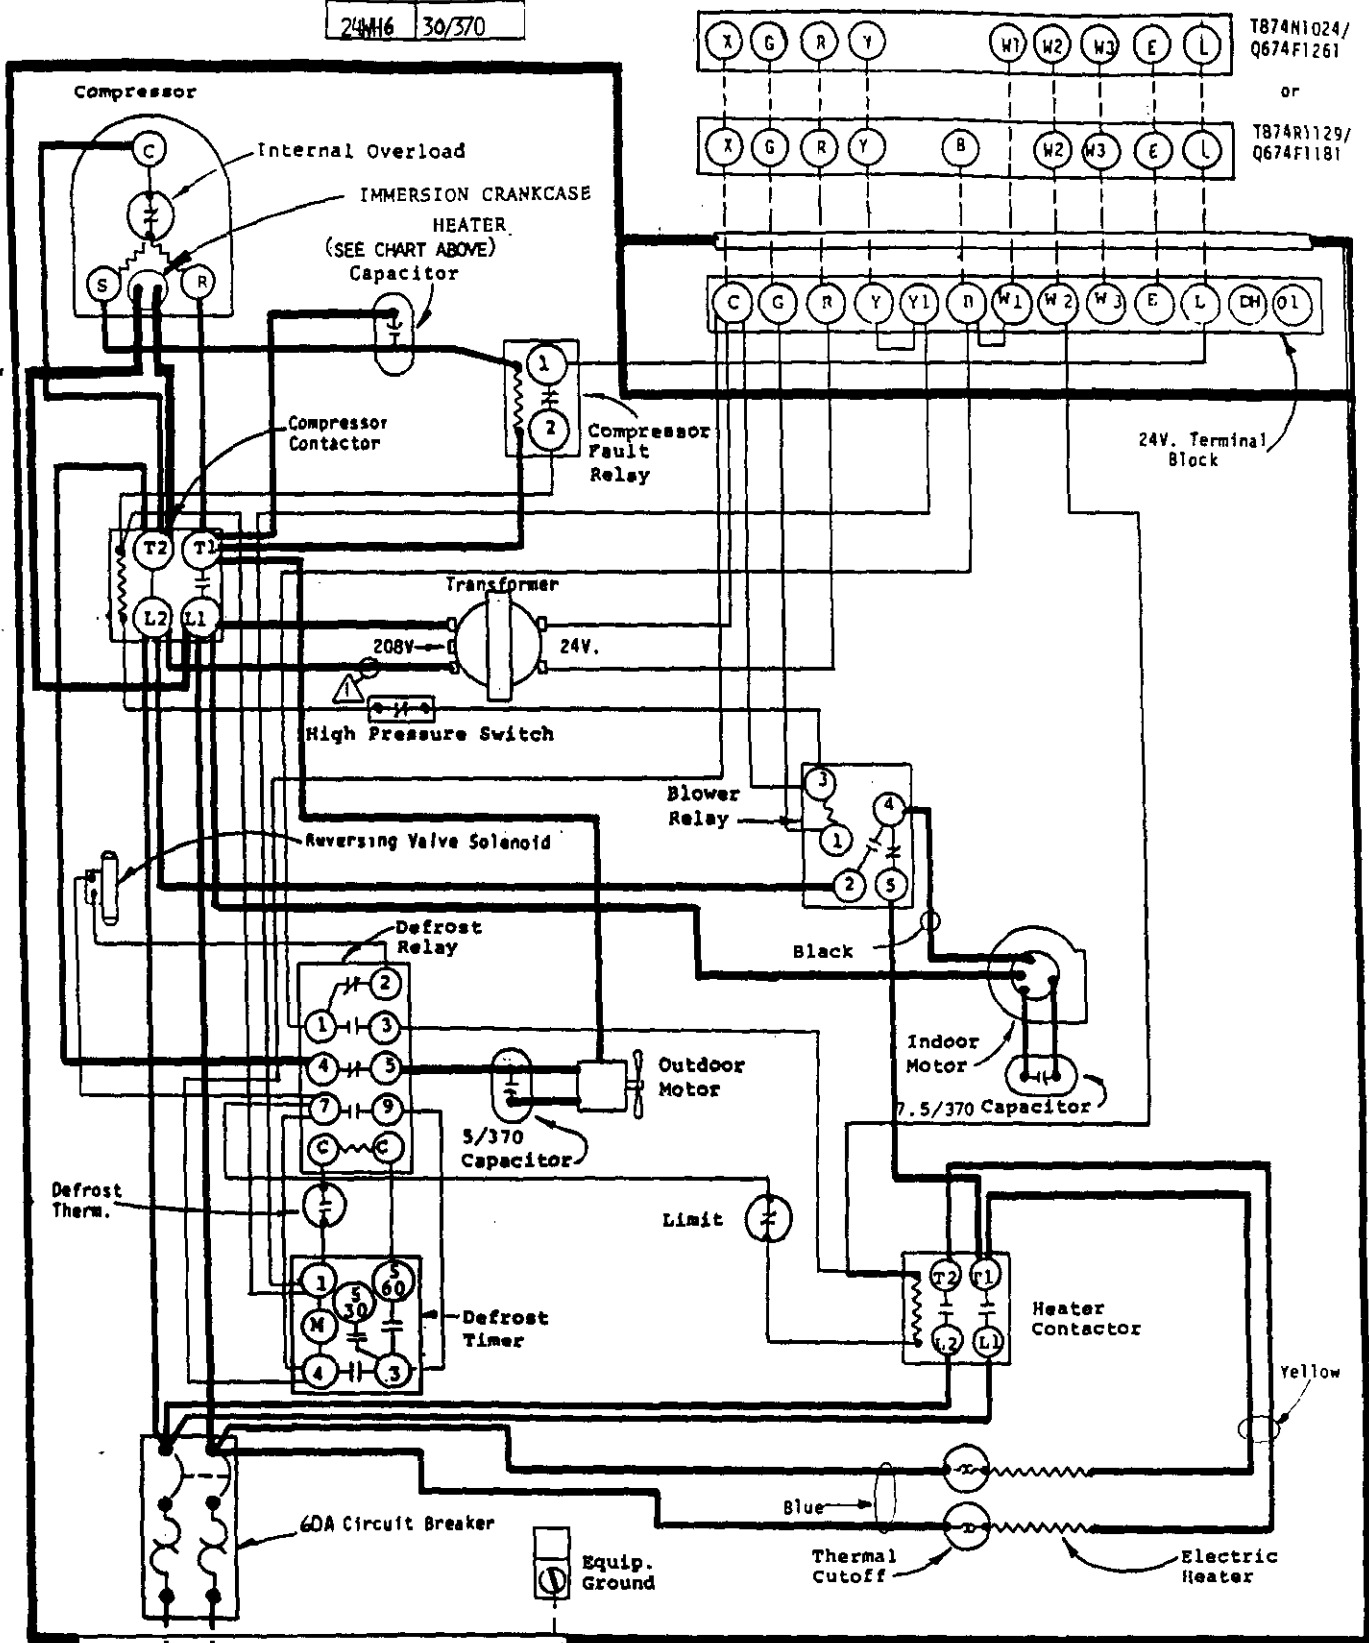 24WH6 30/370
X G R Y W1 W2 W3 E L
T874N1024/
Q674F1261
or
X G R Y B W2 W3 E L
T874R1129/
Q674F1181
Compressor
C
Internal Overload
IMMERSION CRANKCASE
HEATER
(SEE CHART ABOVE)
Capacitor
S R
C G R Y Y1 B W1 W2 W3 E L DH O1
24V. Terminal
Block
1
2
Compressor
Fault
Relay
Compressor
Contactor
T2 T1
L2 L1
Transformer
208V
24V.
1
High Pressure Switch
Blower
Relay
3
4
1
2 5
Reversing Valve Solenoid
Defrost
Relay
Black
2
1 3
4 5
7 9
C C
Outdoor
Motor
5/370
Capacitor
Indoor
Motor
7.5/370 Capacitor
Defrost
Therm.
Limit
1
S
30
S
60
M
4 3
Defrost
Timer
T2 T1
L2 L1
Heater
Contactor
Yellow
Blue
60A Circuit Breaker
Equip.
Ground
Thermal
Cutoff
Electric
Heater